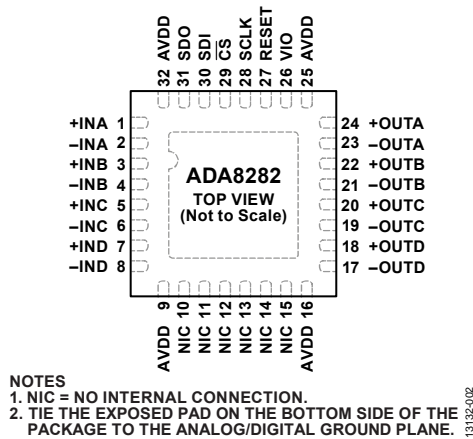 32 AVDD
31 SDO
30 SDI
29 CS
28 SCLK
27 RESET
26 VIO
25 AVDD
+INA 1
–INA 2
+INB 3
–INB 4
+INC 5
–INC 6
+IND 7
–IND 8
ADA8282
TOP VIEW
(Not to Scale)
24 +OUTA
23 –OUTA
22 +OUTB
21 –OUTB
20 +OUTC
19 –OUTC
18 +OUTD
17 –OUTD
AVDD 9
NIC 10
NIC 11
NIC 12
NIC 13
NIC 14
NIC 15
AVDD 16
NOTES
1. NIC = NO INTERNAL CONNECTION.
2. TIE THE EXPOSED PAD ON THE BOTTOM SIDE OF THE
PACKAGE TO THE ANALOG/DIGITAL GROUND PLANE.
13132-002